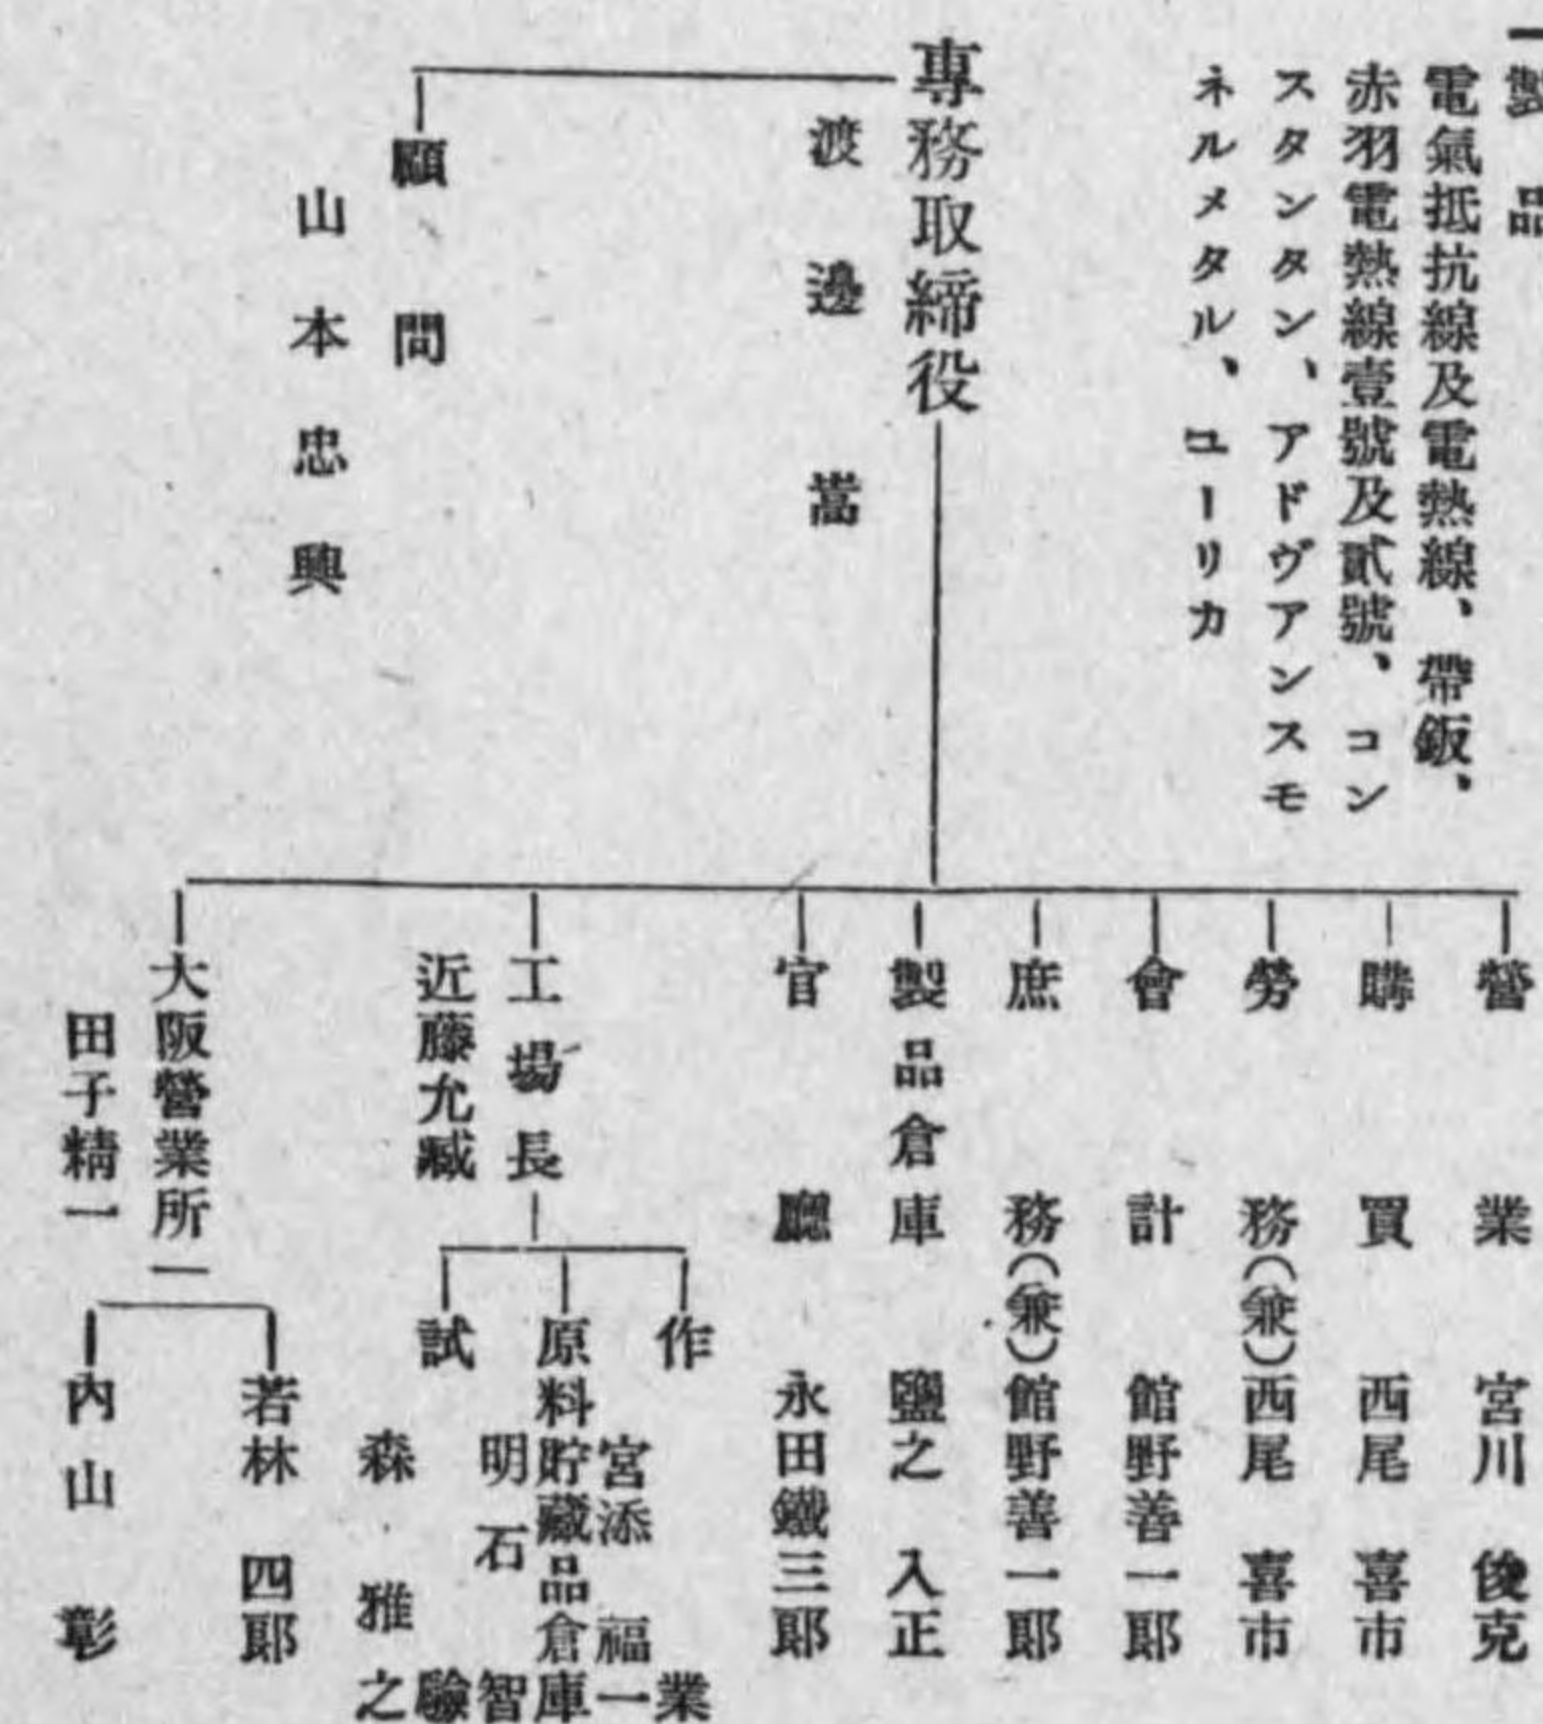 製品
電氣抵抗線及電熱線、帶鈑、
赤羽電熱線壹號及貳號、コン
スタンタン、アドヴアンスモ
ネルメタル、ユーリカ
專務取締役
渡邊嵩
顧問
山本忠興
營業 宮川俊克
購買 西尾喜市
勞務(兼) 西尾喜市
會計 館野善一郞
庶務(兼) 館野善一郞
製品倉庫 鹽之入正
官廳 永田鐵三郞
工場長
近藤允臧
作業
宮添福一
原料貯藏品倉庫
明石智
試驗
森雅之
大阪營業所
田子精一
若林四郞
內山彰